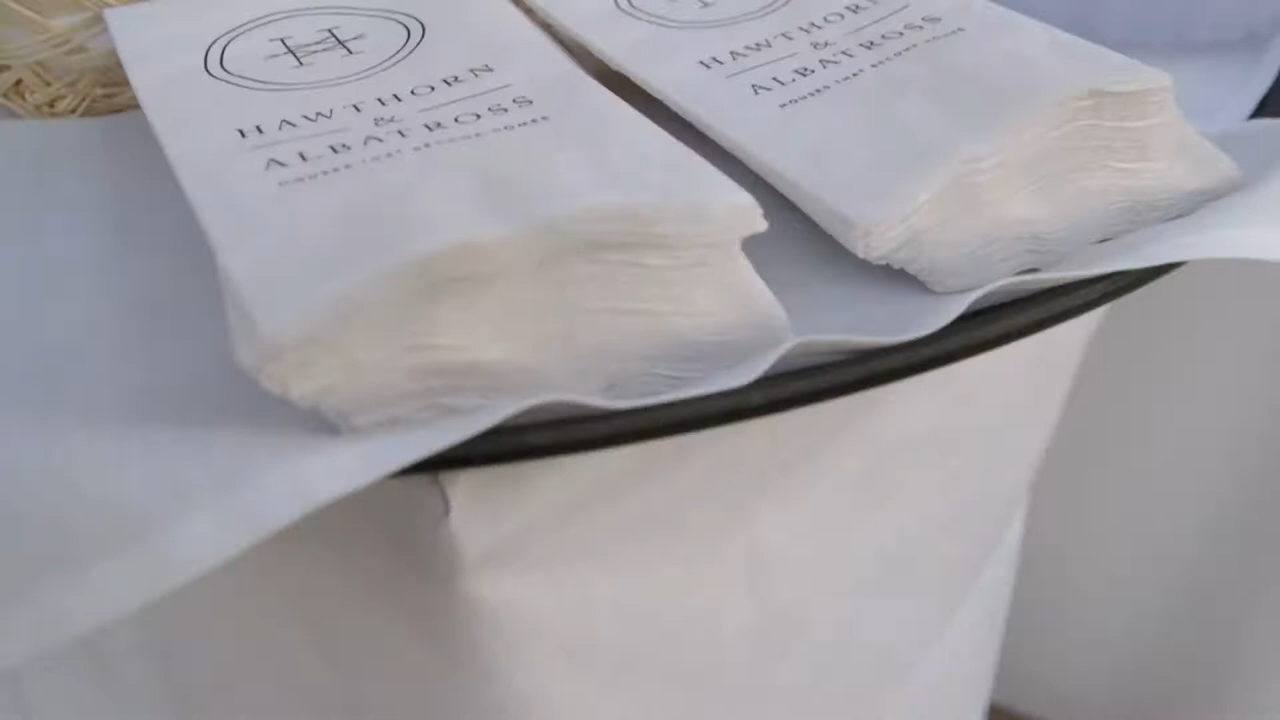 H
HAWTHORN
&
ALBATROSS
HOUSES THAT BECOME HOMES
HAWTHORN
&
ALBATROSS
HOUSES THAT BECOME HOMES